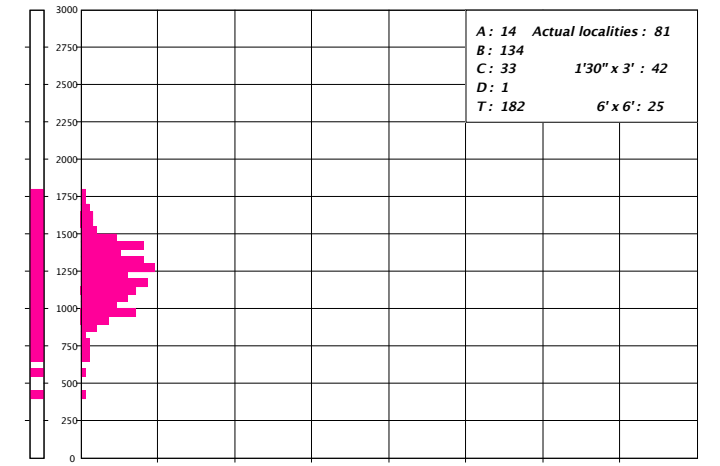 3000
A : 14 Actual localities : 81
2750
B : 134
C : 33 1'30" x 3' : 42
2500
D : 1
T : 182 6' x 6' : 25
2250
2000
1750
1500
1250
1000
750
500
250
0